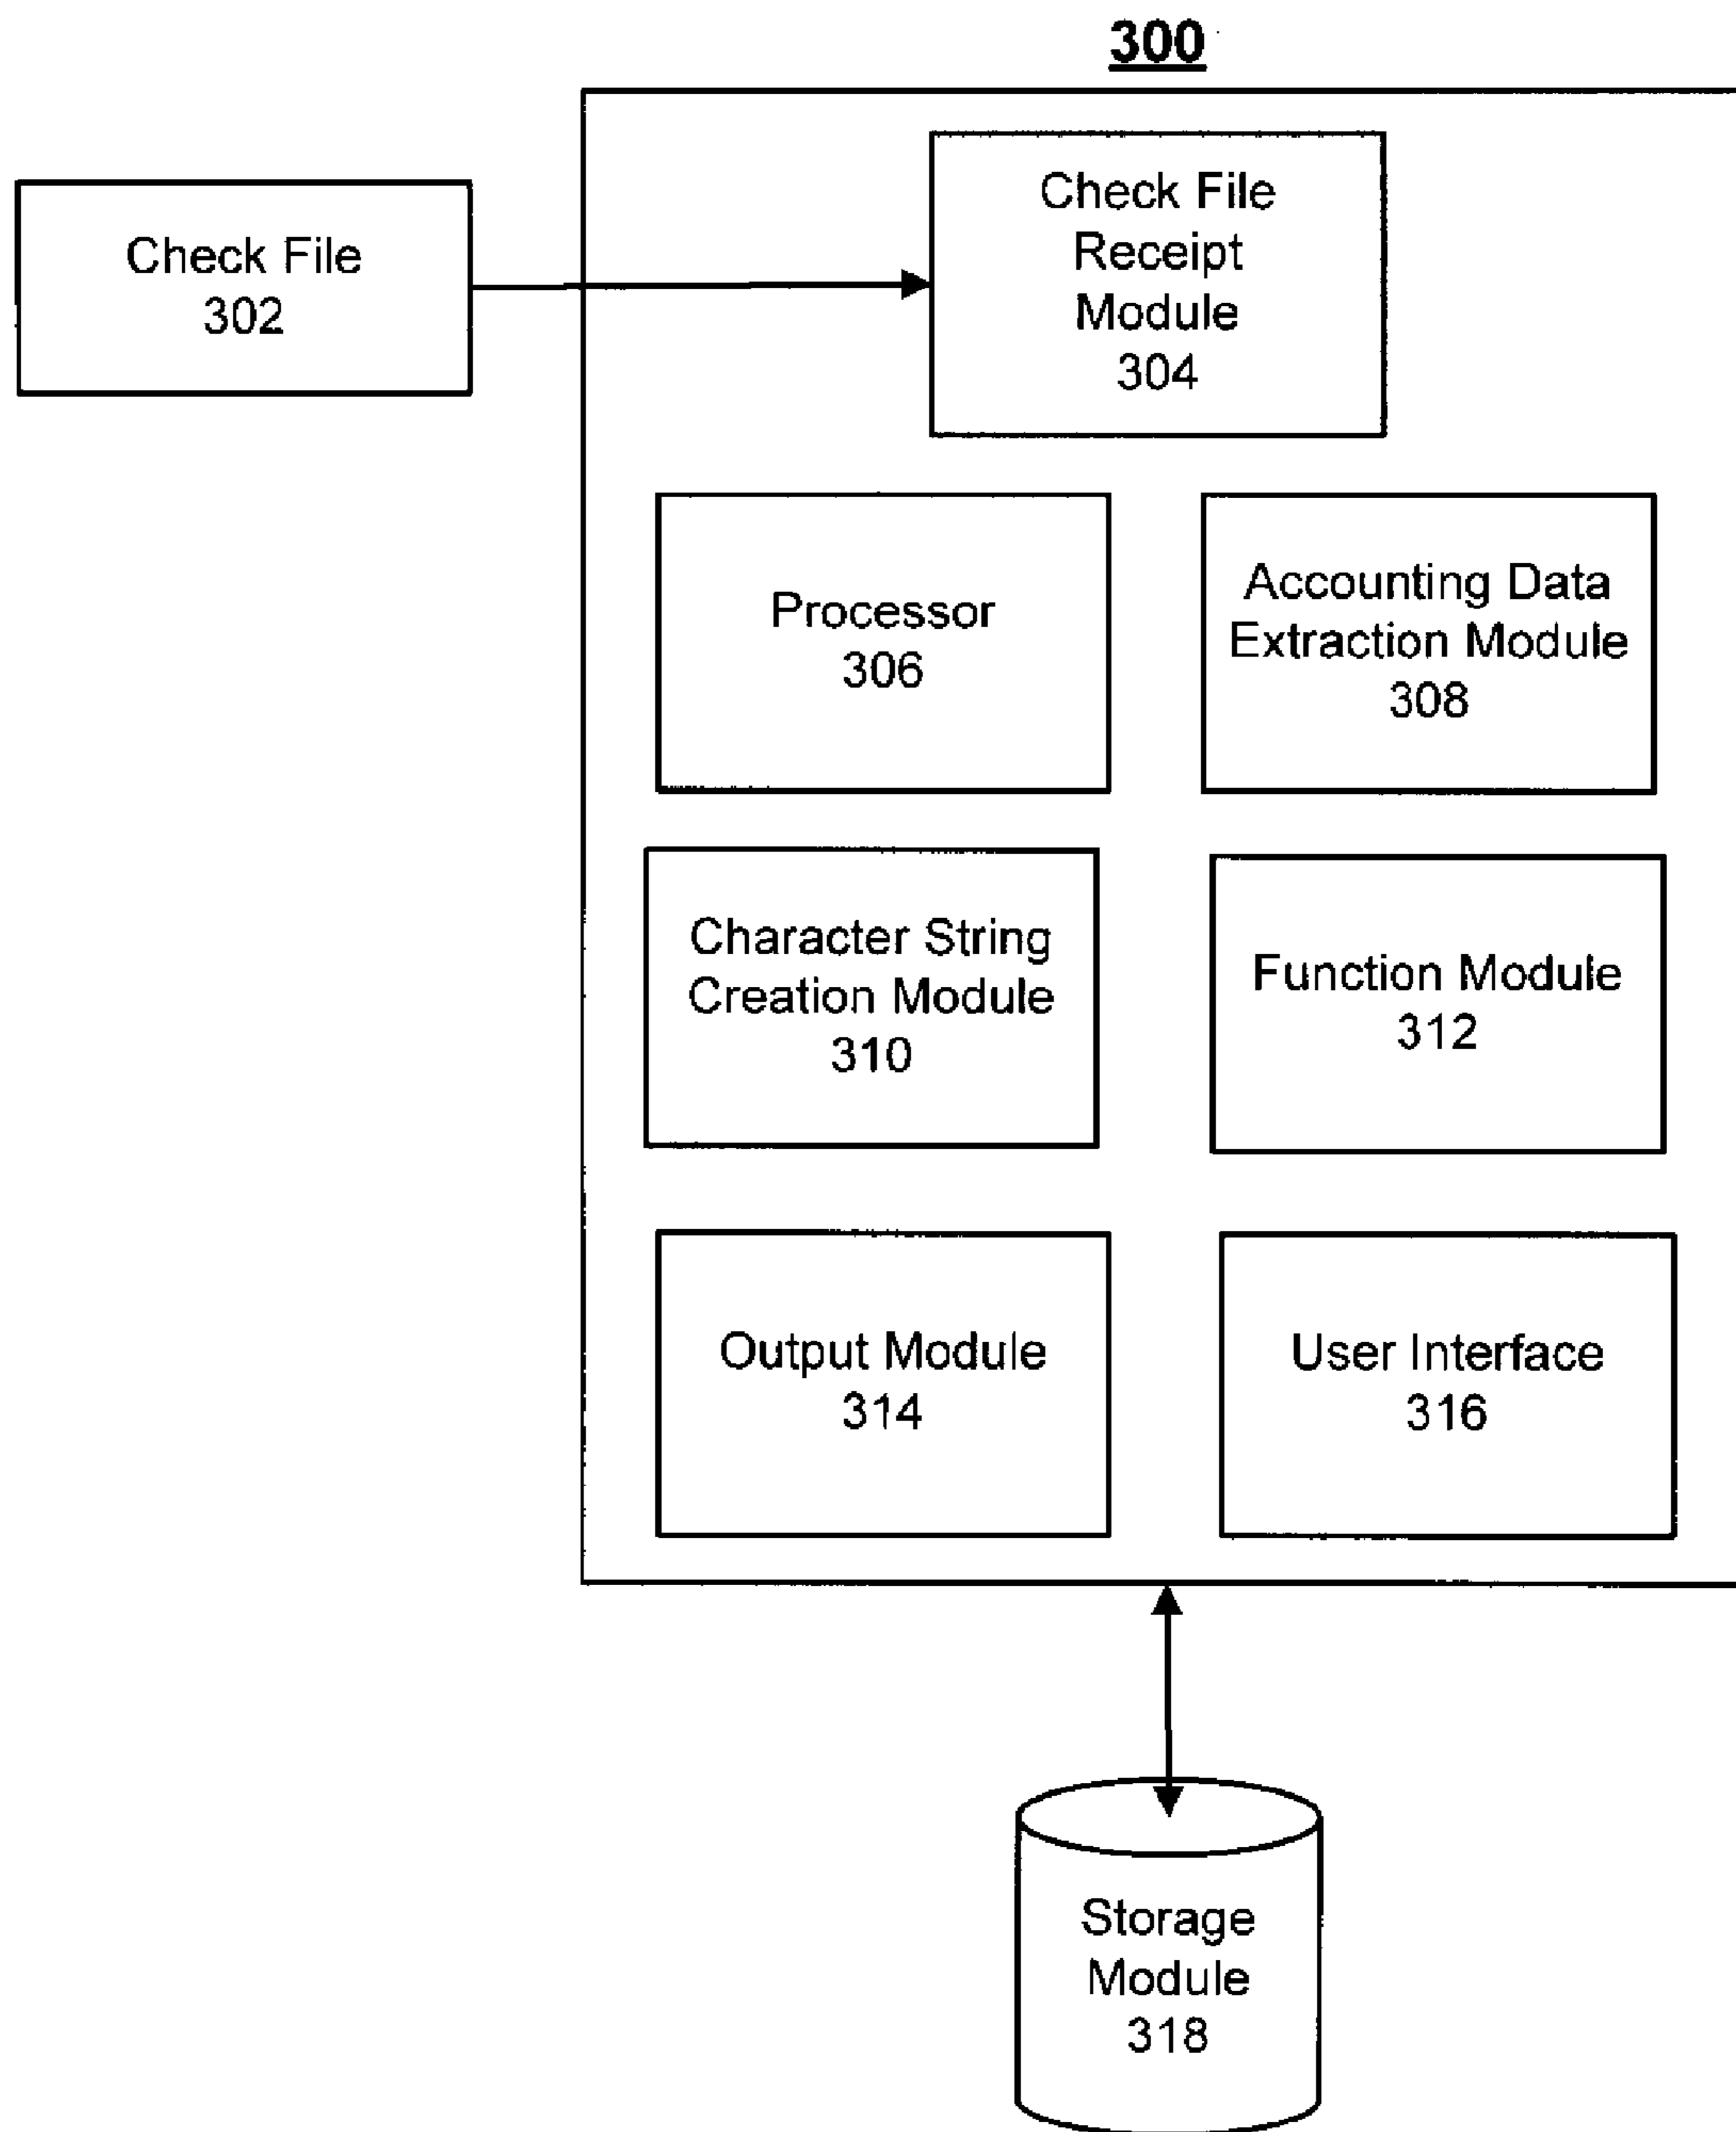 300
Check File
302
Check File
Receipt
Module
304
Processor
306
Accounting Data
Extraction Module
308
Character String
Creation Module
310
Function Module
312
Output Module
314
User Interface
316
Storage
Module
318